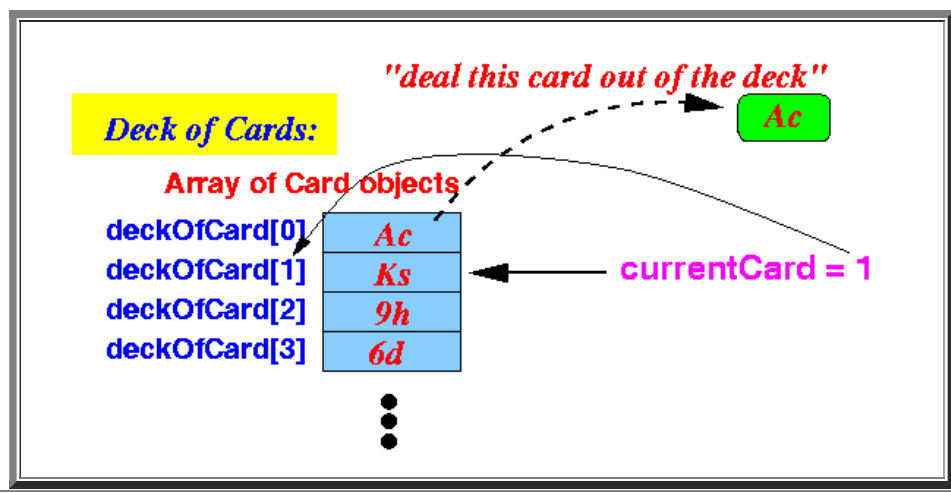 "deal this card out of the deck"
Ac
Deck of Cards:
Array of Card objects
deckOfCard[0] Ac
deckOfCard[1] Ks currentCard = 1
deckOfCard[2] 9h
deckOfCard[3] 6d